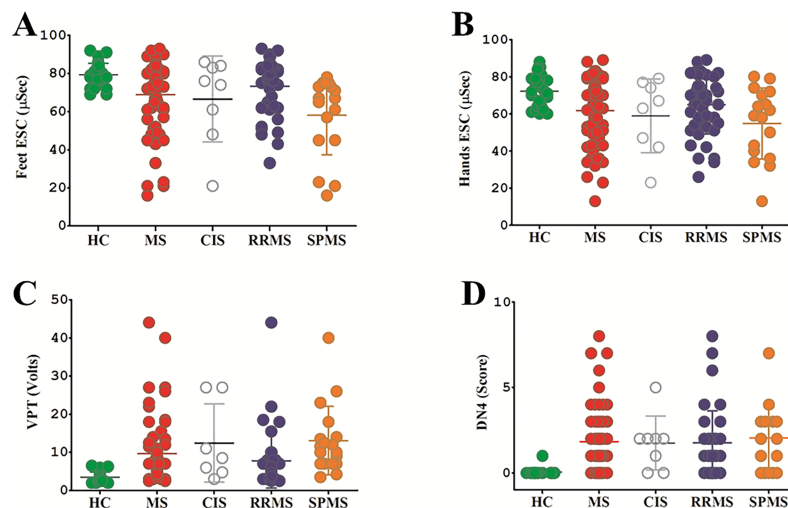 A
Feet ESC (µSec)
100
80
60
40
20
0
HC MS CIS RRMS SPMS
B
Hands ESC (µSec)
100
80
60
40
20
0
HC MS CIS RRMS SPMS
C
VPT (Volts)
50
40
30
20
10
0
HC MS CIS RRMS SPMS
D
DN4 (Score)
10
5
0
HC MS CIS RRMS SPMS